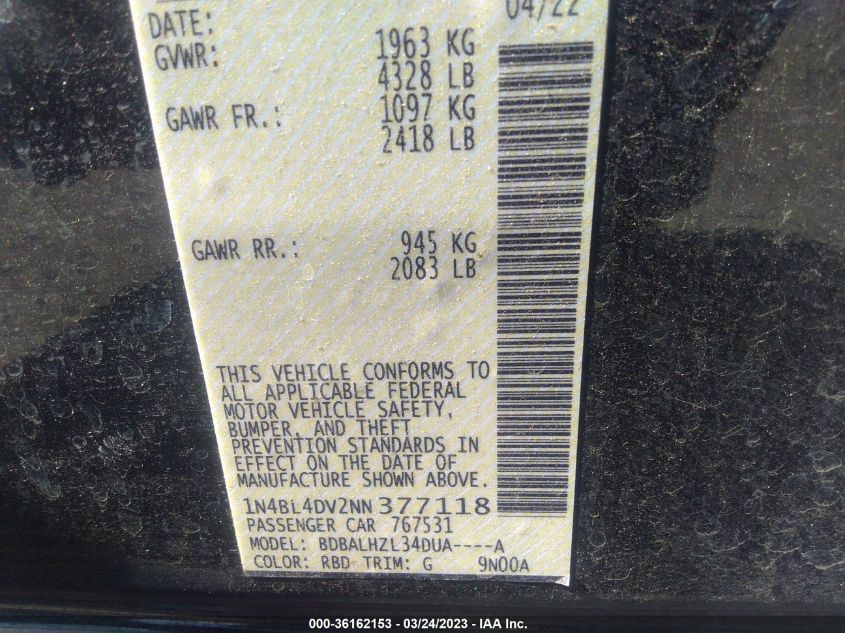 DATE: 04/22
GVWR: 1963 KG
4328 LB
GAWR FR.: 1097 KG
2418 LB
GAWR RR.: 945 KG
2083 LB
THIS VEHICLE CONFORMS TO
ALL APPLICABLE FEDERAL
MOTOR VEHICLE SAFETY,
BUMPER, AND THEFT
PREVENTION STANDARDS IN
EFFECT ON THE DATE OF
MANUFACTURE SHOWN ABOVE.
1N4BL4DV2NN377118
PASSENGER CAR 767531
MODEL: BDBALHZL34DUA----A
COLOR: RBD TRIM: G 9N00A
000-36162153 - 03/24/2023 - IAA Inc.